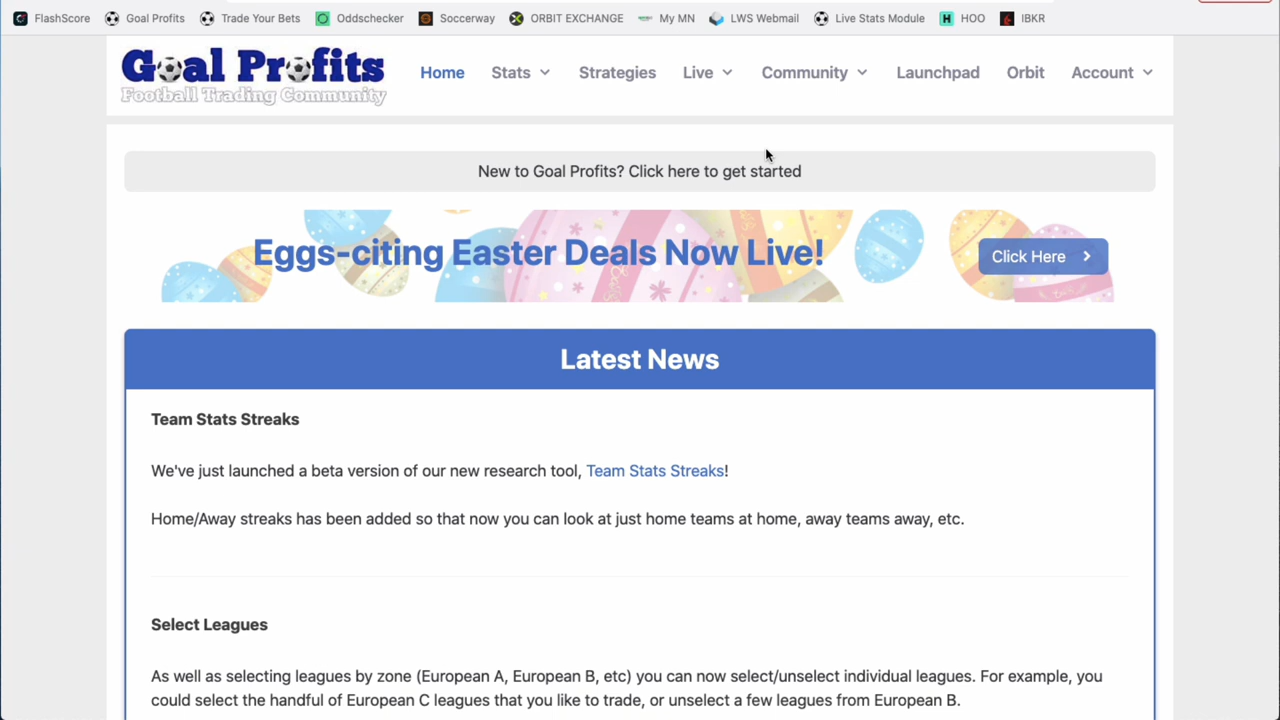 FlashScore Goal Profits Trade Your Bets Oddschecker Soccerway ORBIT EXCHANGE My MN LWS Webmail Live Stats Module H HOO IBKR
Goal Profits
Football Trading Community
Home Stats Strategies Live Community Launchpad Orbit Account
New to Goal Profits? Click here to get started
Eggs-citing Easter Deals Now Live!
Click Here
Latest News
Team Stats Streaks
We've just launched a beta version of our new research tool, Team Stats Streaks!
Home/Away streaks has been added so that now you can look at just home teams at home, away teams away, etc.
Select Leagues
As well as selecting leagues by zone (European A, European B, etc) you can now select/unselect individual leagues. For example, you
could select the handful of European C leagues that you like to trade, or unselect a few leagues from European B.